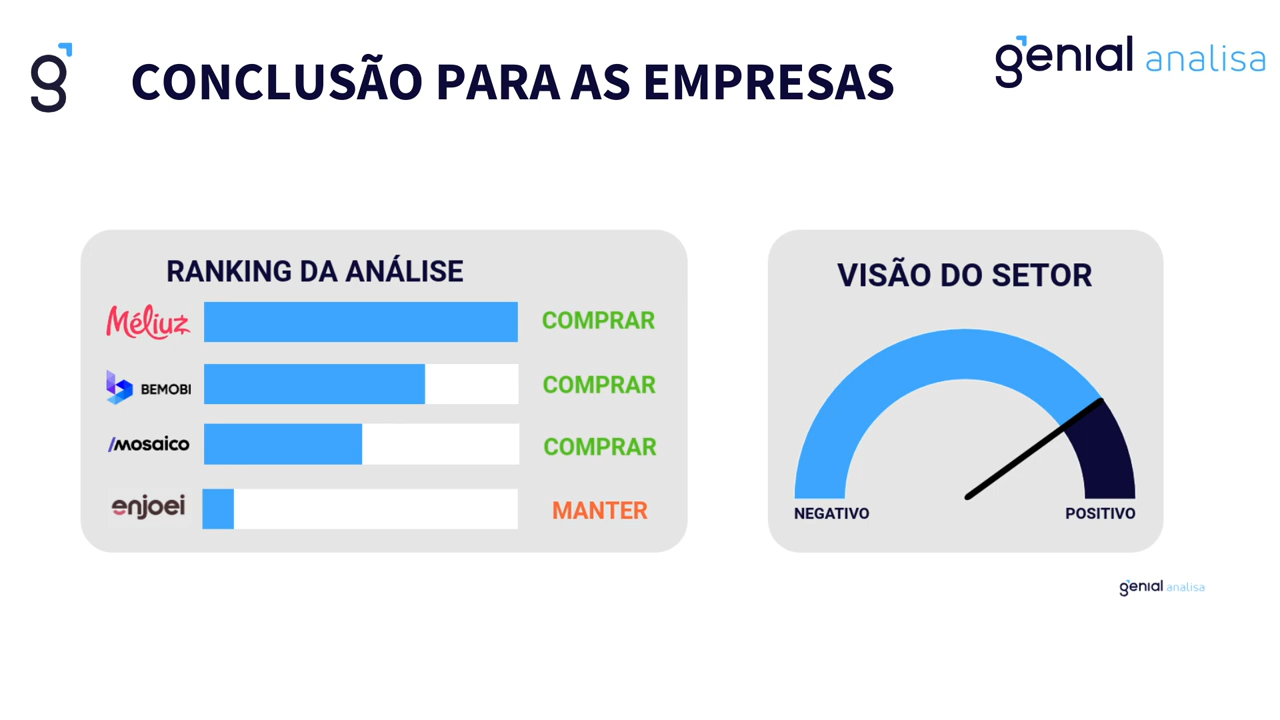 g
CONCLUSÃO PARA AS EMPRESAS
genial analisa
RANKING DA ANÁLISE
Méliuz
COMPRAR
BEMOBI
COMPRAR
mosaico
COMPRAR
enjoei
MANTER
VISÃO DO SETOR
NEGATIVO
POSITIVO
genial analisa